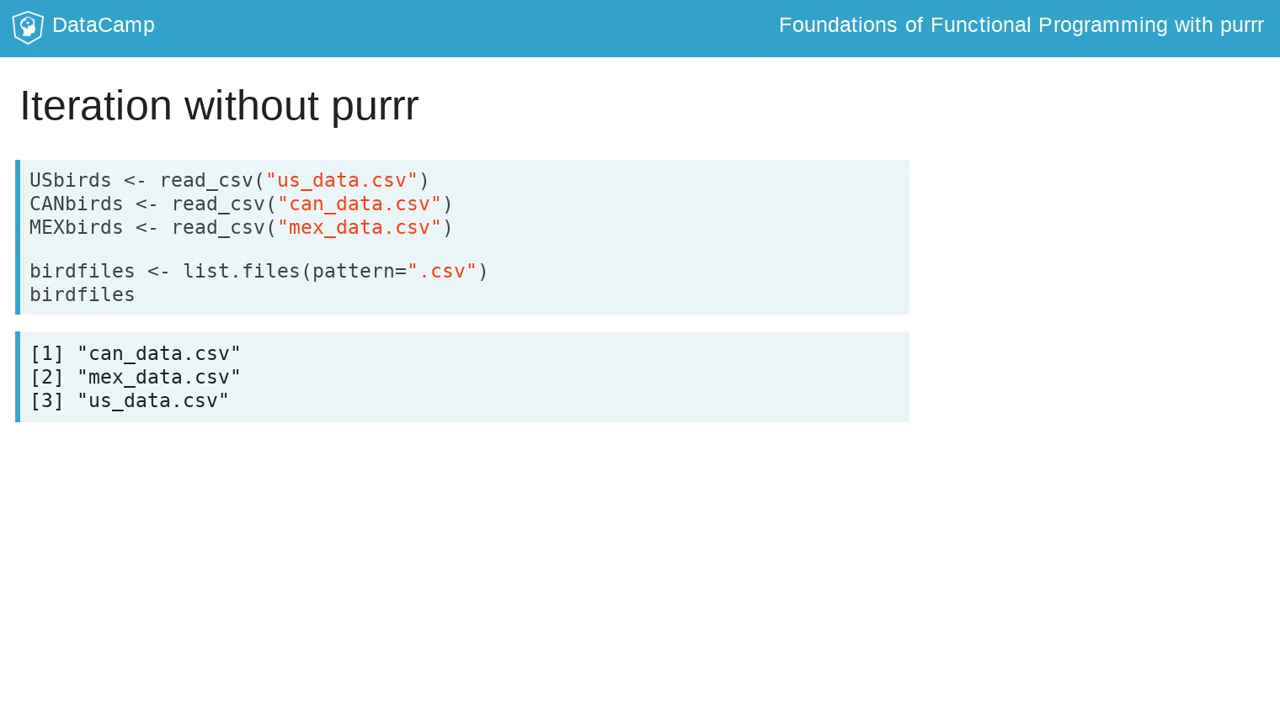 DataCamp
Foundations of Functional Programming with purrr
Iteration without purrr
USbirds <- read_csv("us_data.csv")
CANbirds <- read_csv("can_data.csv")
MEXbirds <- read_csv("mex_data.csv")
birdfiles <- list.files(pattern=".csv")
birdfiles
[1] "can_data.csv"
[2] "mex_data.csv"
[3] "us_data.csv"